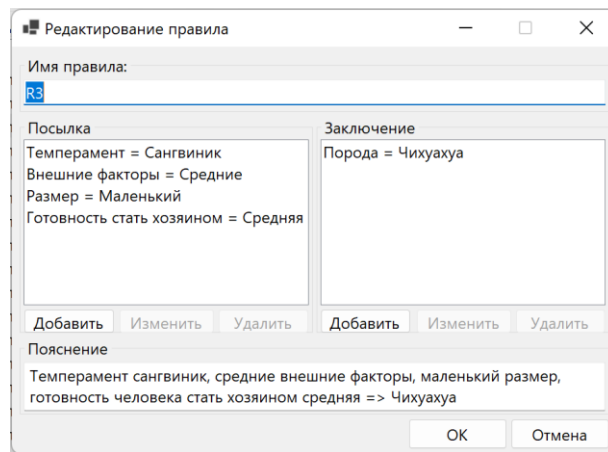 Редактирование правила
Имя правила:
R3
Посылка
Темперамент = Сангвиник
Внешние факторы = Средние
Размер = Маленький
Готовность стать хозяином = Средняя
Добавить Изменить Удалить
Заключение
Порода = Чихуахуа
Добавить Изменить Удалить
Пояснение
Темперамент сангвиник, средние внешние факторы, маленький размер,
готовность человека стать хозяином средняя => Чихуахуа
ОК Отмена